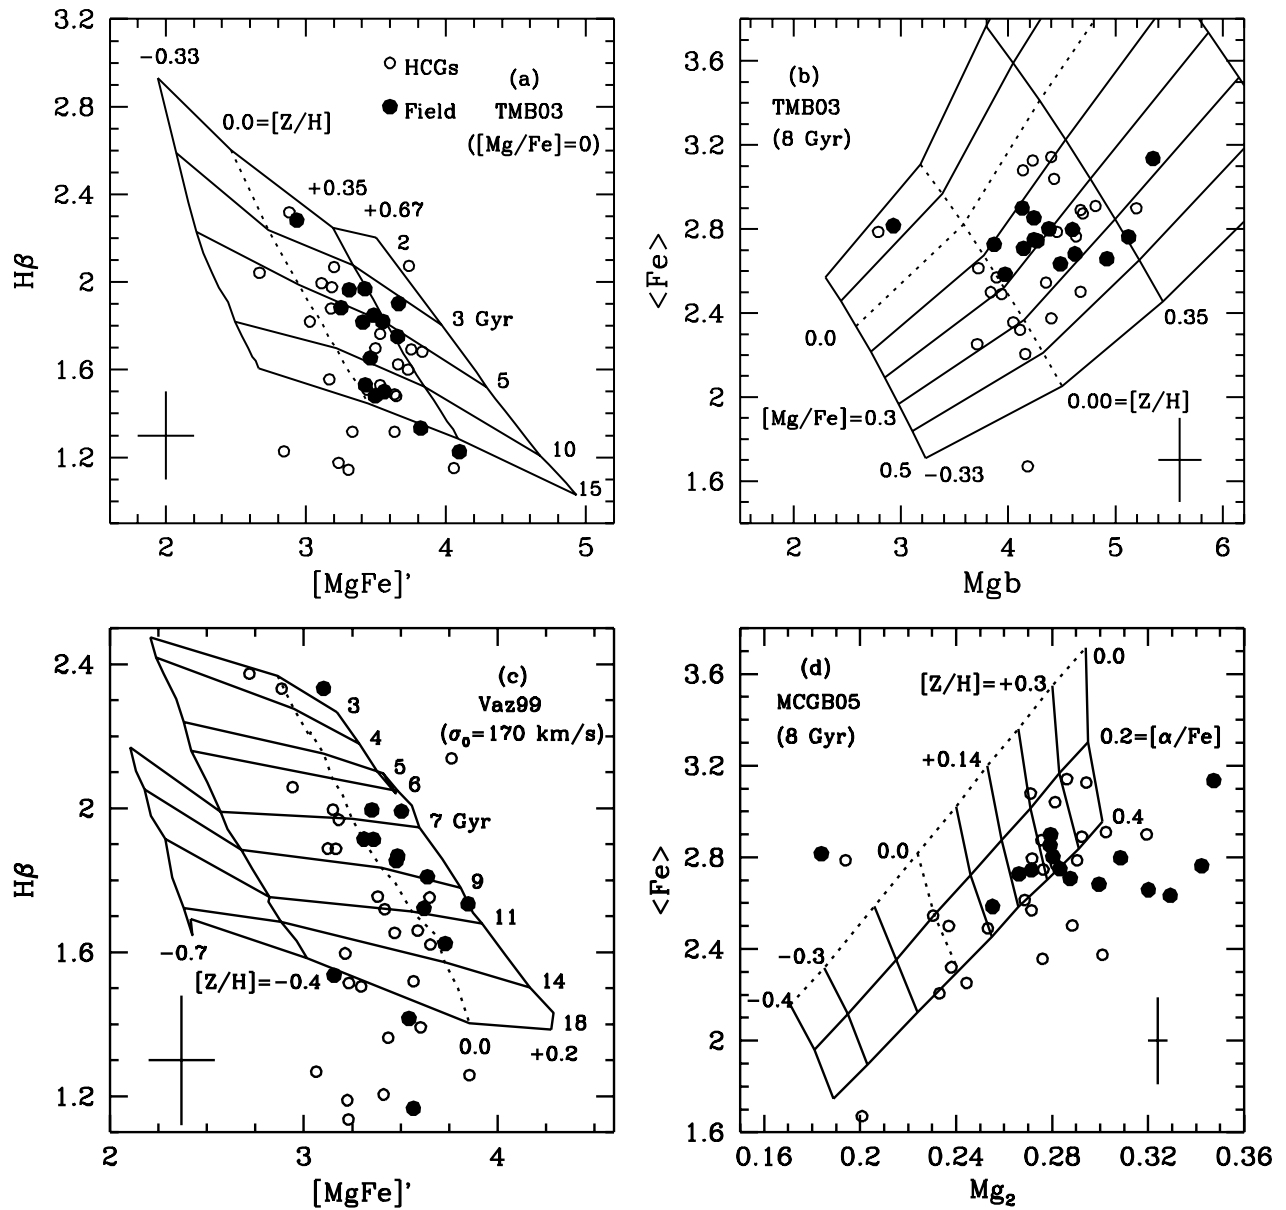 3.2
2.8
2.4
2
1.6
1.2
Hβ
−0.33
0.0=[Z/H]
+0.35
+0.67
HCGs
Field
(a)
TMB03
([Mg/Fe]=0)
2
3 Gyr
5
10
15
2
3
4
5
[MgFe]'
3.6
3.2
2.8
2.4
2
1.6
<Fe>
(b)
TMB03
(8 Gyr)
0.0
[Mg/Fe]=0.3
0.5
−0.33
0.00=[Z/H]
0.35
2
3
4
5
6
Mgb
2.4
2
1.6
1.2
Hβ
(c)
Vaz99
(σ₀=170 km/s)
3
4
5
6
7 Gyr
9
11
14
18
−0.7
[Z/H]=−0.4
0.0
+0.2
2
3
4
[MgFe]'
3.6
3.2
2.8
2.4
2
1.6
<Fe>
(d)
MCGB05
(8 Gyr)
[Z/H]=+0.3
0.0
0.2=[α/Fe]
+0.14
0.4
0.0
−0.3
−0.4
0.16
0.2
0.24
0.28
0.32
0.36
Mg₂